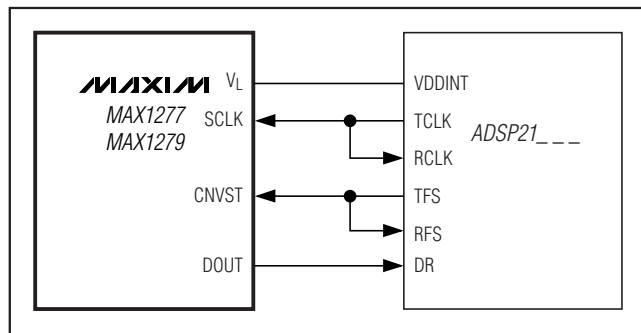 MAXIM
MAX1277
MAX1279
VL
SCLK
CNVST
DOUT
VDDINT
TCLK
RCLK
TFS
RFS
DR
ADSP21_ _ _